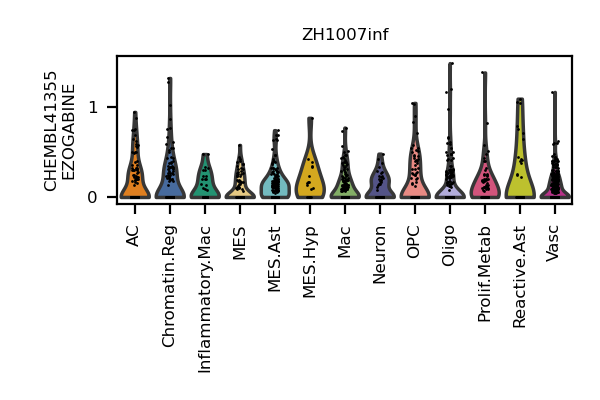 ZH1007inf
CHEMBL41355
EZOGABINE
1
0
AC
Chromatin.Reg
Inflammatory.Mac
MES
MES.Ast
MES.Hyp
Mac
Neuron
OPC
Oligo
Prolif.Metab
Reactive.Ast
Vasc